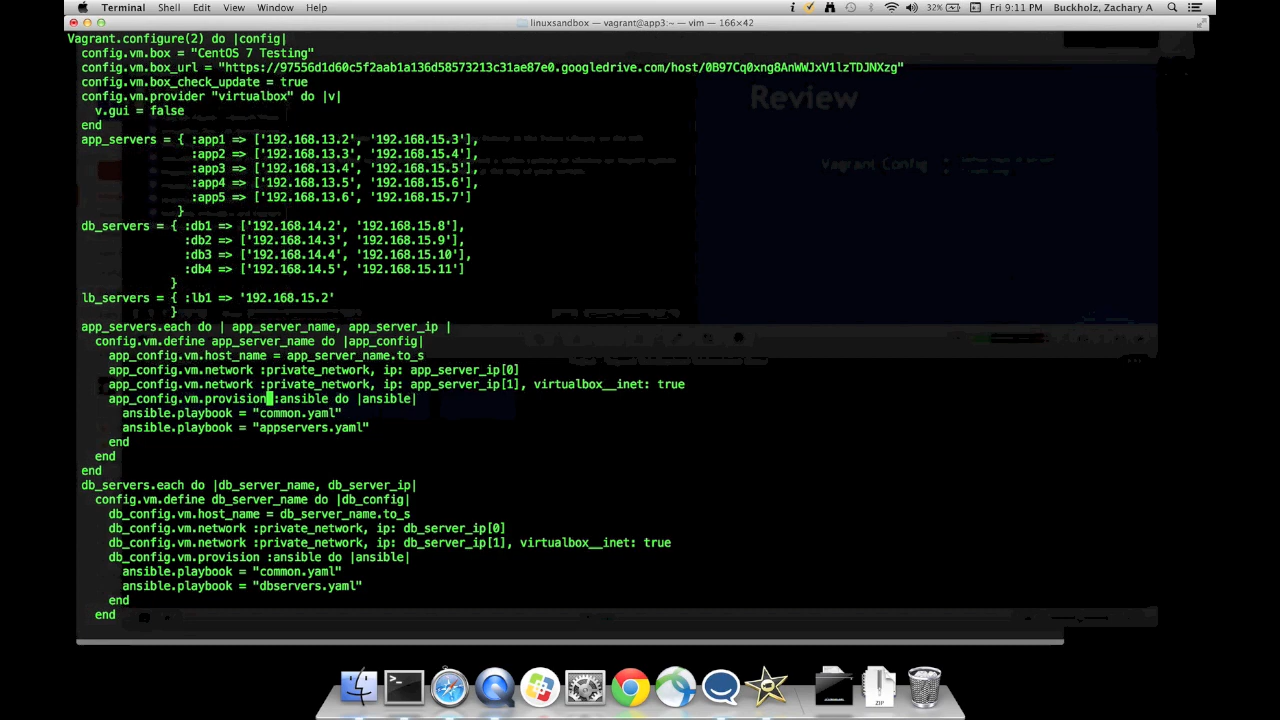 Terminal Shell Edit View Window Help 32% Fri 9:11 PM Buckholz, Zachary A
linuxsandbox — vagrant@app3:~ — vim — 166×42
Vagrant.configure(2) do |config|
config.vm.box = "CentOS 7 Testing"
config.vm.box_url = "https://97556d1d60c5f2aab1a136d58573213c31ae87e0.googledrive.com/host/0B97Cq0xng8AnWWJxV1lzTDJNXzg"
config.vm.box_check_update = true
config.vm.provider "virtualbox" do |v|
v.gui = false
end
app_servers = { :app1 => ['192.168.13.2', '192.168.15.3'],
:app2 => ['192.168.13.3', '192.168.15.4'],
:app3 => ['192.168.13.4', '192.168.15.5'],
:app4 => ['192.168.13.5', '192.168.15.6'],
:app5 => ['192.168.13.6', '192.168.15.7']
}
db_servers = { :db1 => ['192.168.14.2', '192.168.15.8'],
:db2 => ['192.168.14.3', '192.168.15.9'],
:db3 => ['192.168.14.4', '192.168.15.10'],
:db4 => ['192.168.14.5', '192.168.15.11']
}
lb_servers = { :lb1 => '192.168.15.2'
}
app_servers.each do | app_server_name, app_server_ip |
config.vm.define app_server_name do |app_config|
app_config.vm.host_name = app_server_name.to_s
app_config.vm.network :private_network, ip: app_server_ip[0]
app_config.vm.network :private_network, ip: app_server_ip[1], virtualbox__inet: true
app_config.vm.provision :ansible do |ansible|
ansible.playbook = "common.yaml"
ansible.playbook = "appservers.yaml"
end
end
end
db_servers.each do |db_server_name, db_server_ip|
config.vm.define db_server_name do |db_config|
db_config.vm.host_name = db_server_name.to_s
db_config.vm.network :private_network, ip: db_server_ip[0]
db_config.vm.network :private_network, ip: db_server_ip[1], virtualbox__inet: true
db_config.vm.provision :ansible do |ansible|
ansible.playbook = "common.yaml"
ansible.playbook = "dbservers.yaml"
end
end
Review
Vagrant Config
ZIP